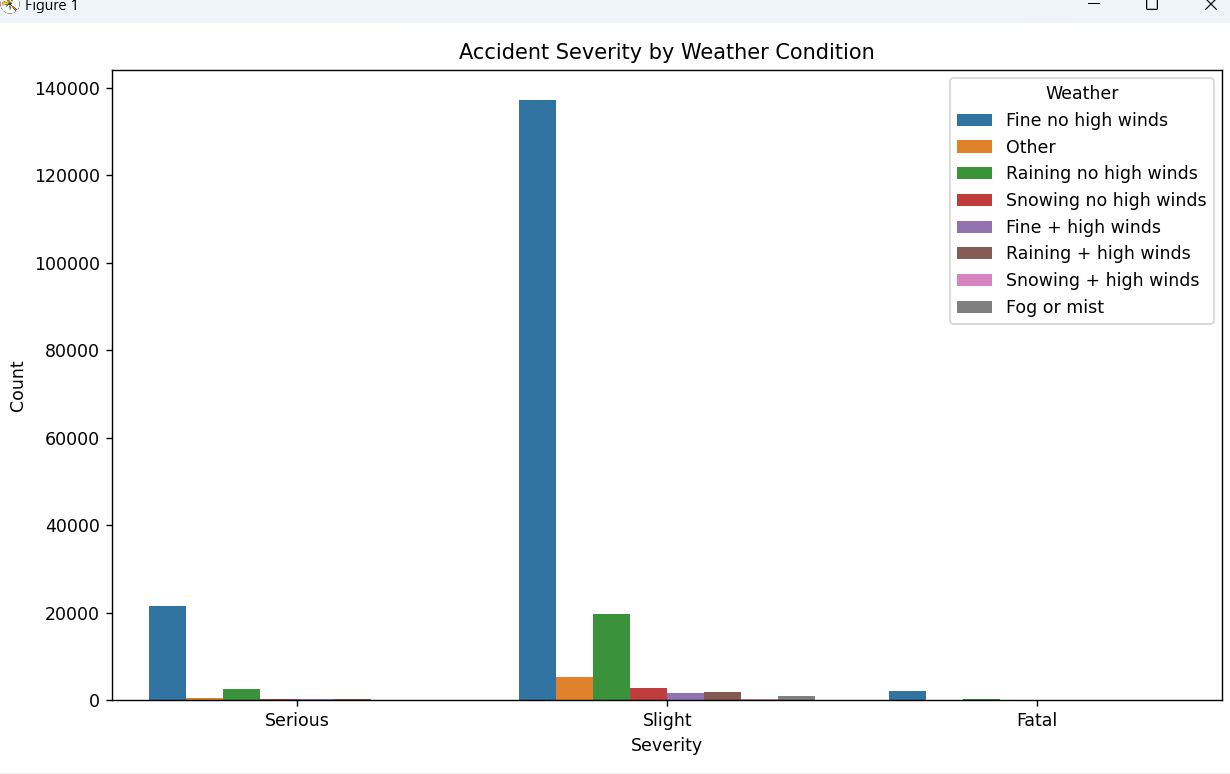 Figure 1
Accident Severity by Weather Condition
140000
120000
100000
80000
60000
40000
20000
0
Count
Serious
Slight
Fatal
Severity
Weather
Fine no high winds
Other
Raining no high winds
Snowing no high winds
Fine + high winds
Raining + high winds
Snowing + high winds
Fog or mist